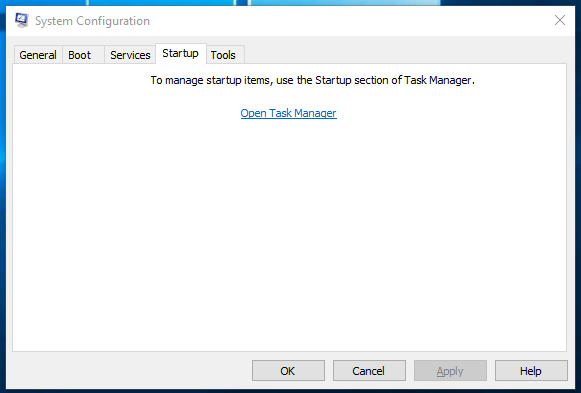 System Configuration
General Boot Services Startup Tools
To manage startup items, use the Startup section of Task Manager.
Open Task Manager
OK Cancel Apply Help